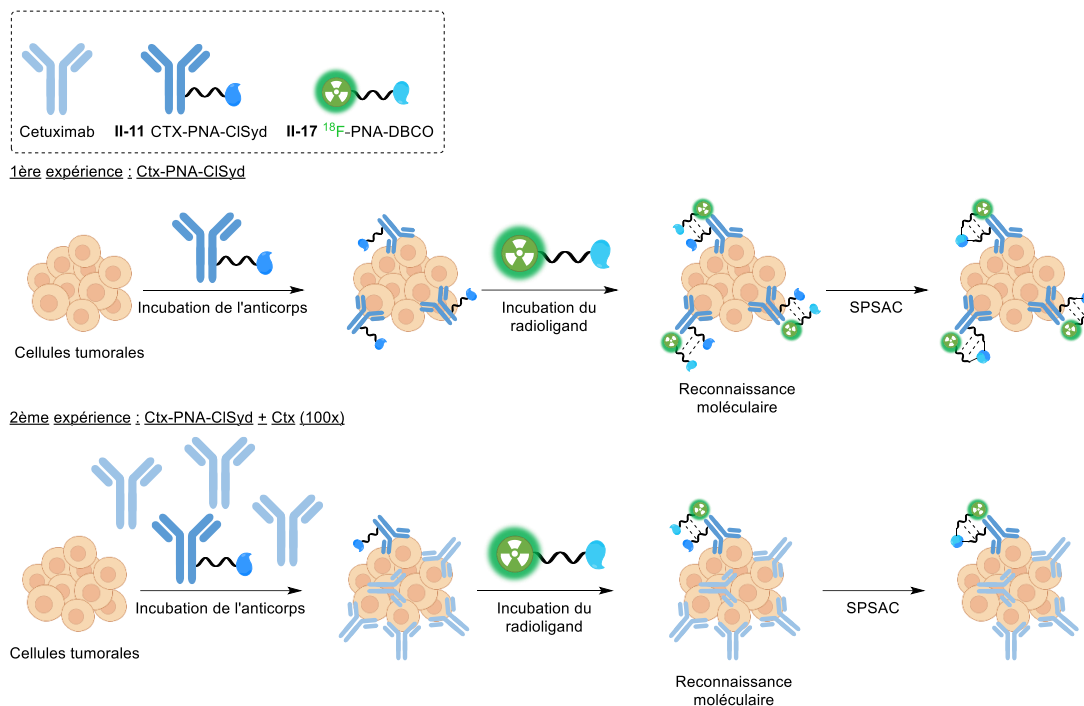 Cetuximab
II-11 CTX-PNA-ClSyd
II-17 ¹⁸F-PNA-DBCO
1ère expérience : Ctx-PNA-ClSyd
Incubation de l'anticorps
Incubation du
radioligand
SPSAC
Cellules tumorales
Reconnaissance
moléculaire
2ème expérience : Ctx-PNA-ClSyd + Ctx (100x)
Incubation de l'anticorps
Incubation du
radioligand
SPSAC
Cellules tumorales
Reconnaissance
moléculaire